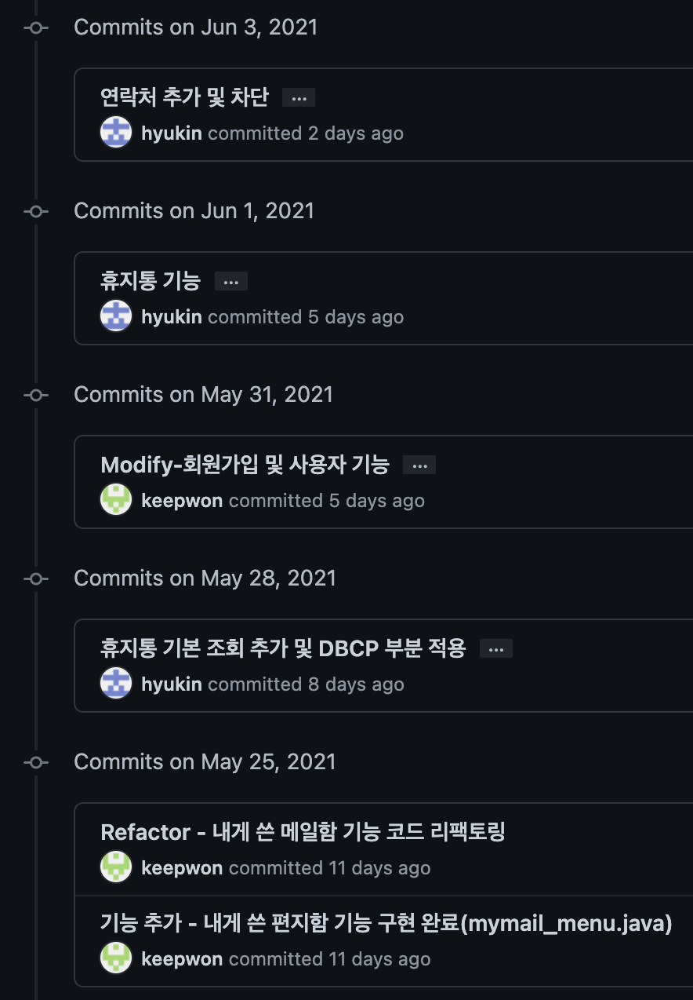 Commits on Jun 3, 2021
연락처 추가 및 차단 …
hyukin committed 2 days ago
Commits on Jun 1, 2021
휴지통 기능 …
hyukin committed 5 days ago
Commits on May 31, 2021
Modify-회원가입 및 사용자 기능 …
keepwon committed 5 days ago
Commits on May 28, 2021
휴지통 기본 조회 추가 및 DBCP 부분 적용 …
hyukin committed 8 days ago
Commits on May 25, 2021
Refactor - 내게 쓴 메일함 기능 코드 리팩토링
keepwon committed 11 days ago
기능 추가 - 내게 쓴 편지함 기능 구현 완료(mymail_menu.java)
keepwon committed 11 days ago